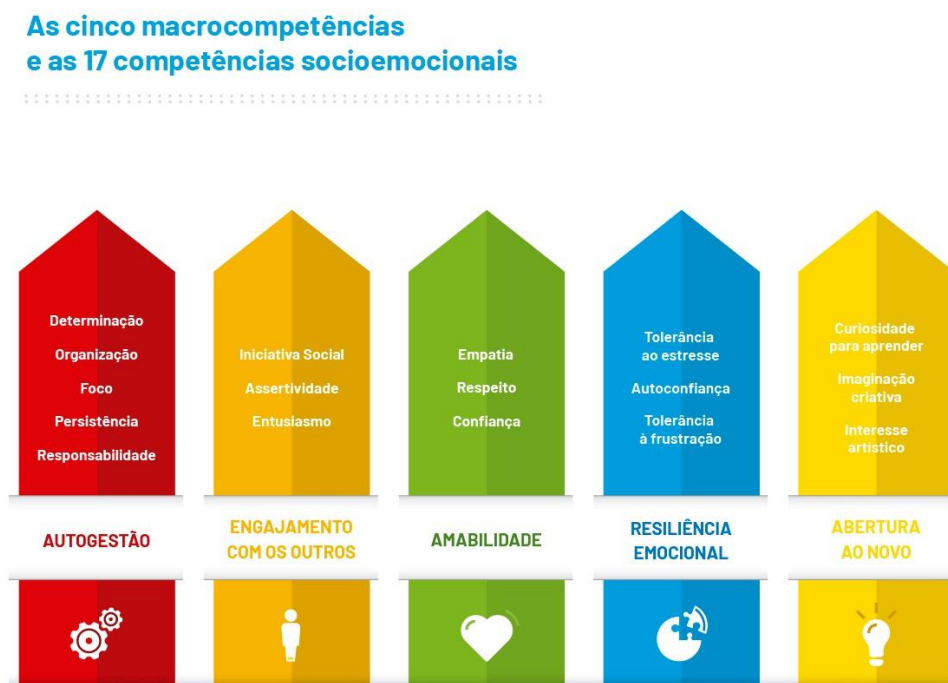 As cinco macrocompetências
e as 17 competências socioemocionais
Determinação
Organização
Foco
Persistência
Responsabilidade
AUTOGESTÃO
Iniciativa Social
Assertividade
Entusiasmo
ENGAJAMENTO
COM OS OUTROS
Empatia
Respeito
Confiança
AMABILIDADE
Tolerância
ao estresse
Autoconfiança
Tolerância
à frustração
RESILIÊNCIA
EMOCIONAL
Curiosidade
para aprender
Imaginação
criativa
Interesse
artístico
ABERTURA
AO NOVO